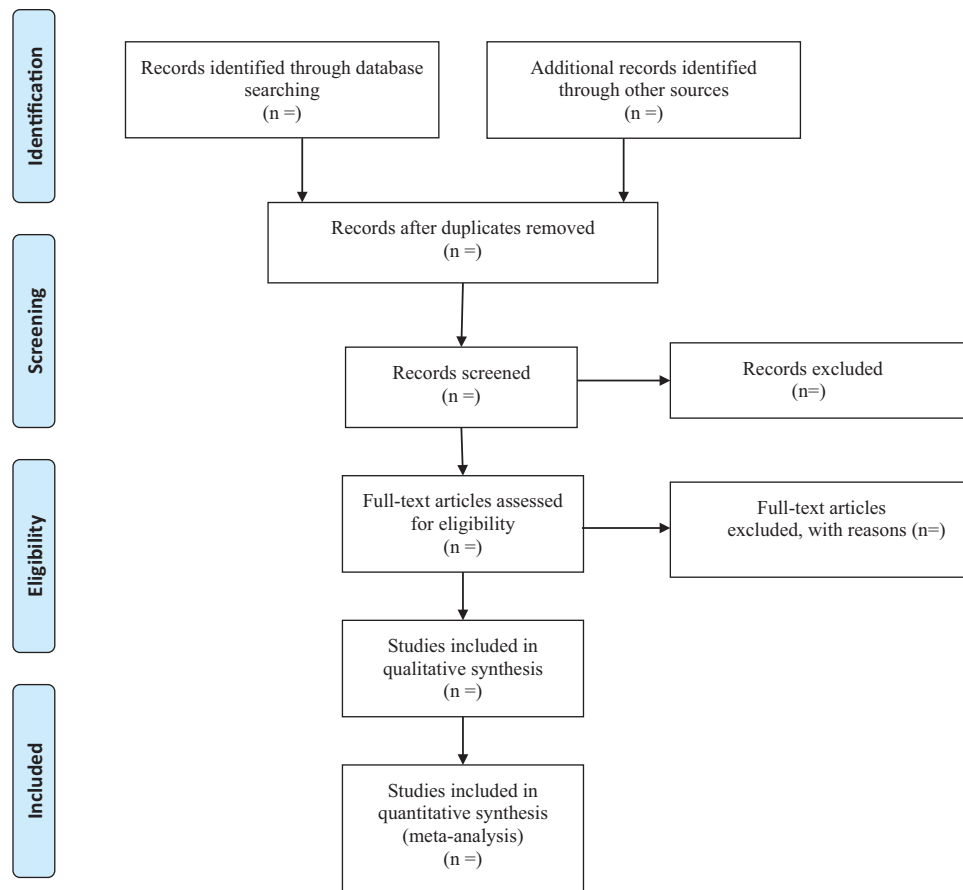 Identification
Records identified through database
searching
(n =)
Additional records identified
through other sources
(n =)
Records after duplicates removed
(n =)
Screening
Records screened
(n =)
Records excluded
(n=)
Eligibility
Full-text articles assessed
for eligibility
(n =)
Full-text articles
excluded, with reasons (n=)
Studies included in
qualitative synthesis
(n =)
Included
Studies included in
quantitative synthesis
(meta-analysis)
(n =)